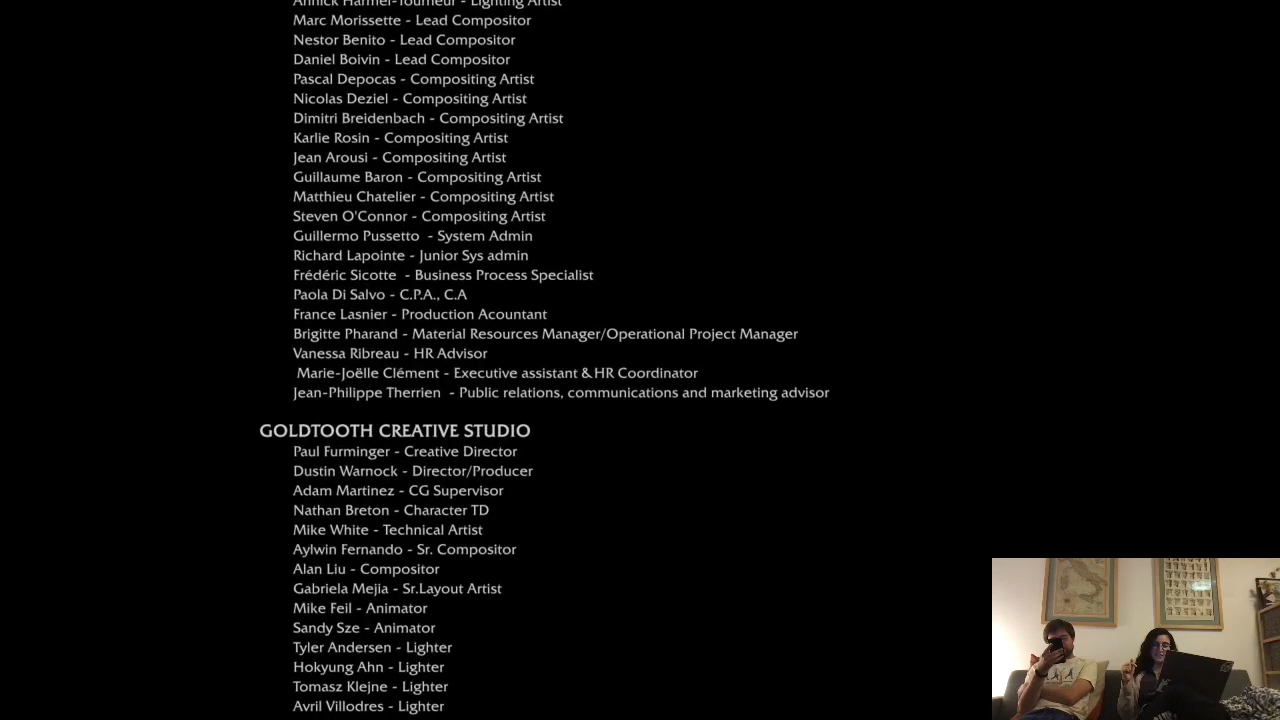 Annick Harmel-Tourneur - Lighting Artist
Marc Morissette - Lead Compositor
Nestor Benito - Lead Compositor
Daniel Boivin - Lead Compositor
Pascal Depocas - Compositing Artist
Nicolas Deziel - Compositing Artist
Dimitri Breidenbach - Compositing Artist
Karlie Rosin - Compositing Artist
Jean Arousi - Compositing Artist
Guillaume Baron - Compositing Artist
Matthieu Chatelier - Compositing Artist
Steven O'Connor - Compositing Artist
Guillermo Pussetto  - System Admin
Richard Lapointe - Junior Sys admin
Frédéric Sicotte  - Business Process Specialist
Paola Di Salvo - C.P.A., C.A
France Lasnier - Production Acountant
Brigitte Pharand - Material Resources Manager/Operational Project Manager
Vanessa Ribreau - HR Advisor
Marie-Joëlle Clément - Executive assistant & HR Coordinator
Jean-Philippe Therrien  - Public relations, communications and marketing advisor
GOLDTOOTH CREATIVE STUDIO
Paul Furminger - Creative Director
Dustin Warnock - Director/Producer
Adam Martinez - CG Supervisor
Nathan Breton - Character TD
Mike White - Technical Artist
Aylwin Fernando - Sr. Compositor
Alan Liu - Compositor
Gabriela Mejia - Sr.Layout Artist
Mike Feil - Animator
Sandy Sze - Animator
Tyler Andersen - Lighter
Hokyung Ahn - Lighter
Tomasz Klejne - Lighter
Avril Villodres - Lighter